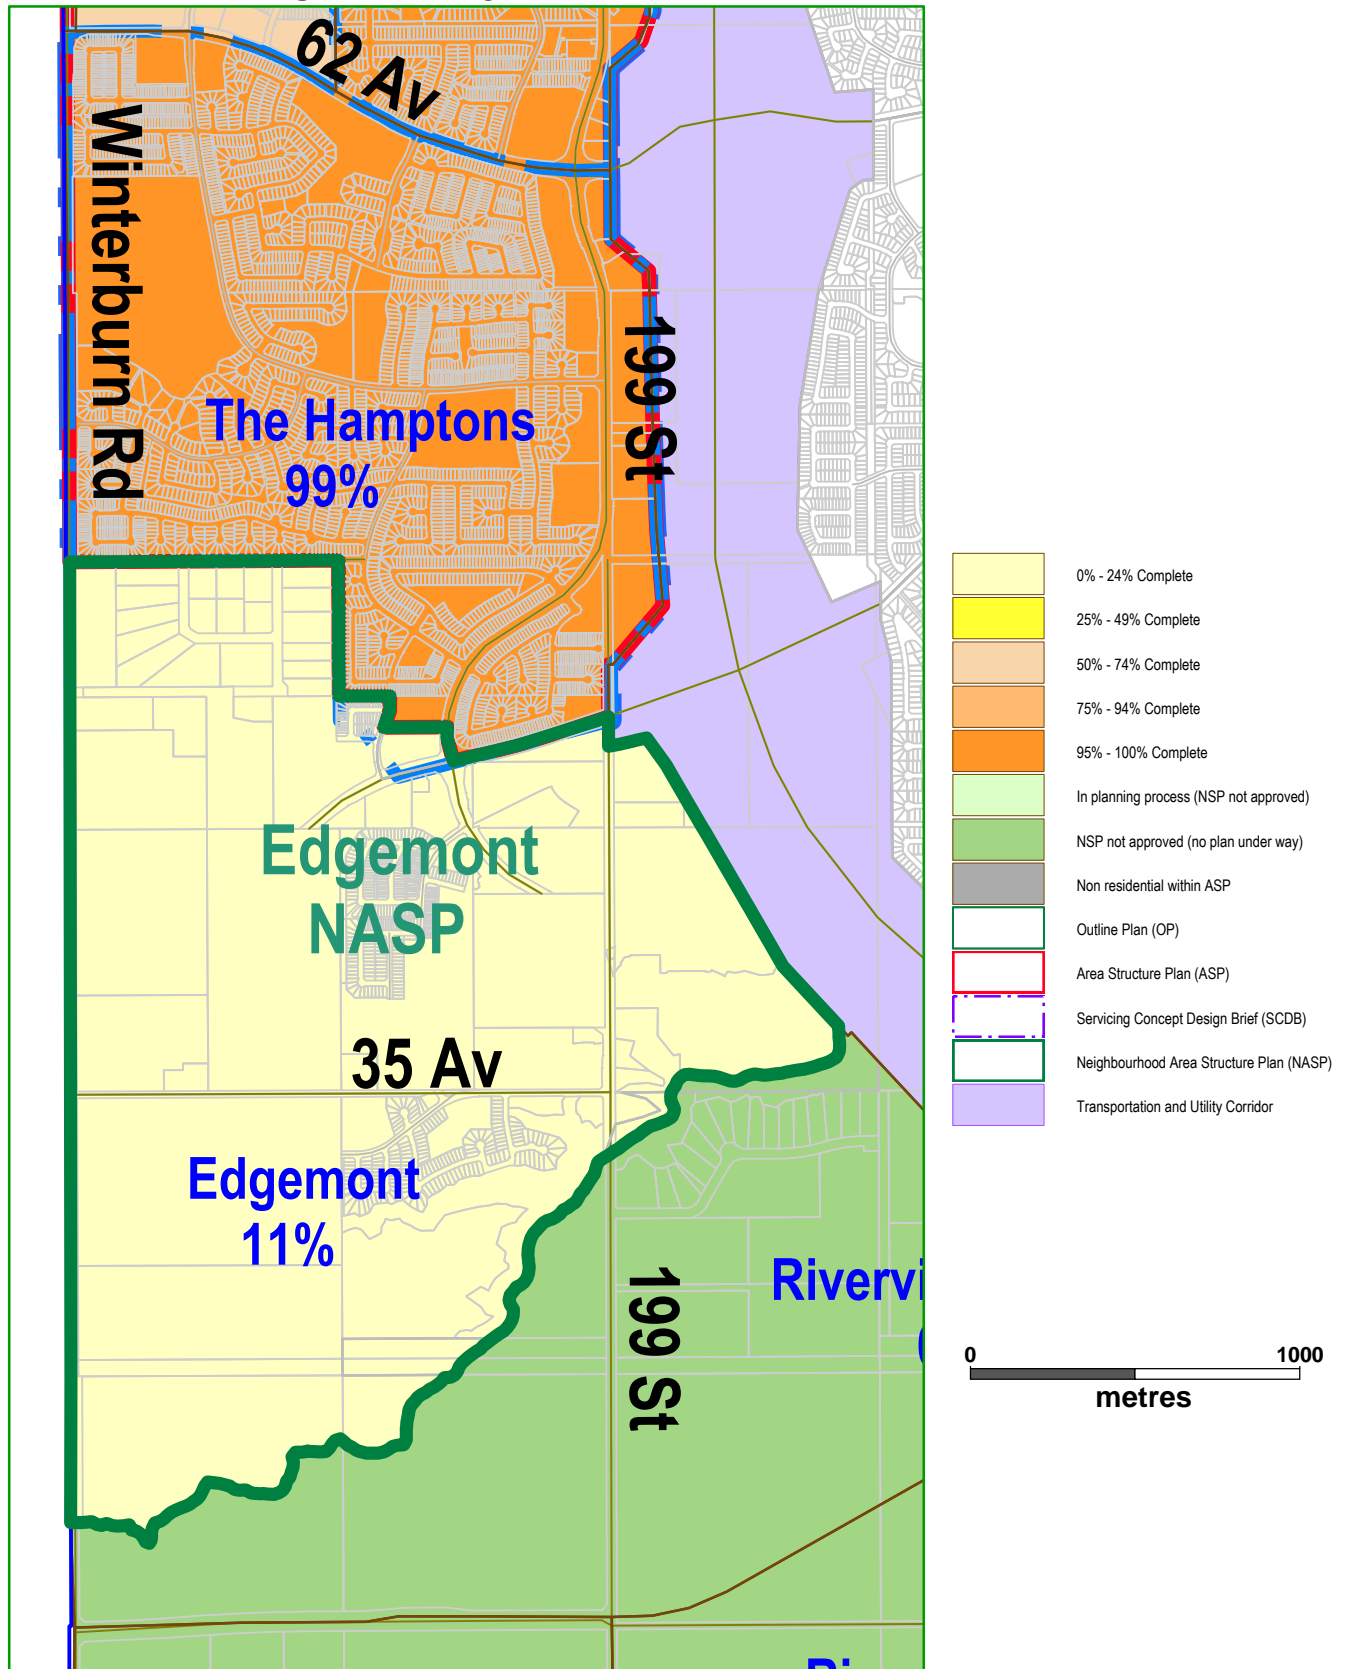 62 Av
Winterburn Rd
199 St
The Hamptons
99%
Edgemont
NASP
35 Av
Edgemont
11%
199 St
Rivervi
0% - 24% Complete
25% - 49% Complete
50% - 74% Complete
75% - 94% Complete
95% - 100% Complete
In planning process (NSP not approved)
NSP not approved (no plan under way)
Non residential within ASP
Outline Plan (OP)
Area Structure Plan (ASP)
Servicing Concept Design Brief (SCDB)
Neighbourhood Area Structure Plan (NASP)
Transportation and Utility Corridor
0 1000
metres